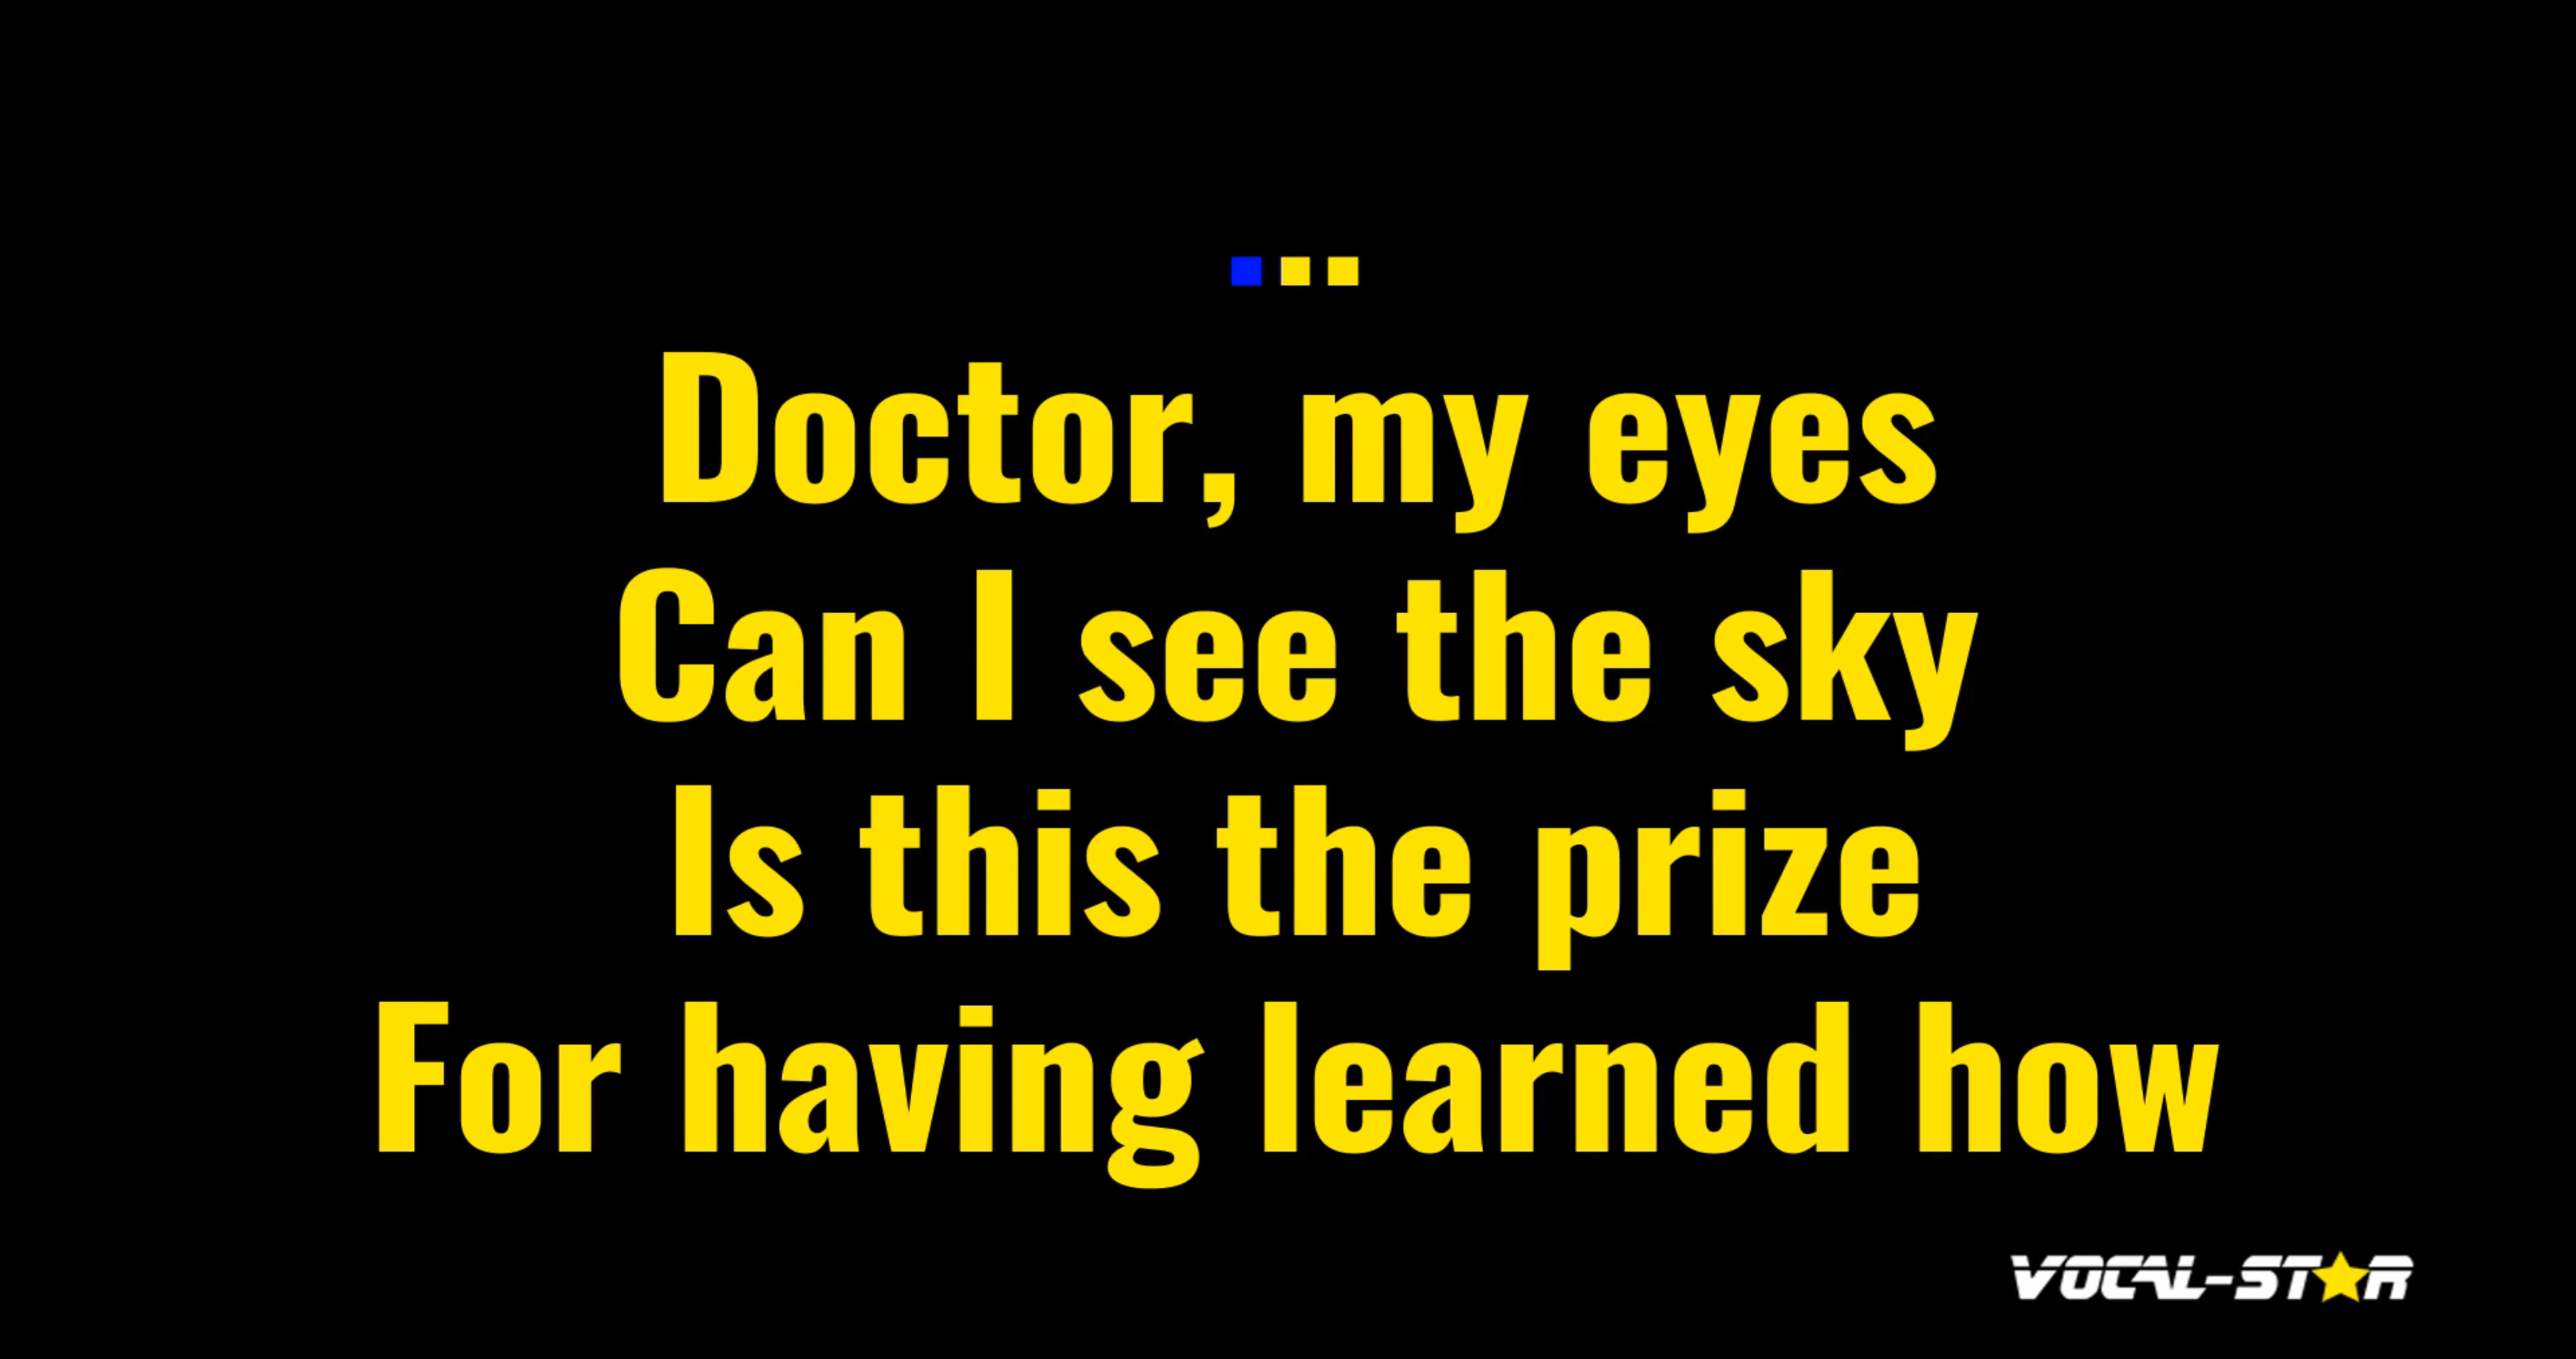 Doctor, my eyes
Can I see the sky
Is this the prize
For having learned how
VOCAL-STAR